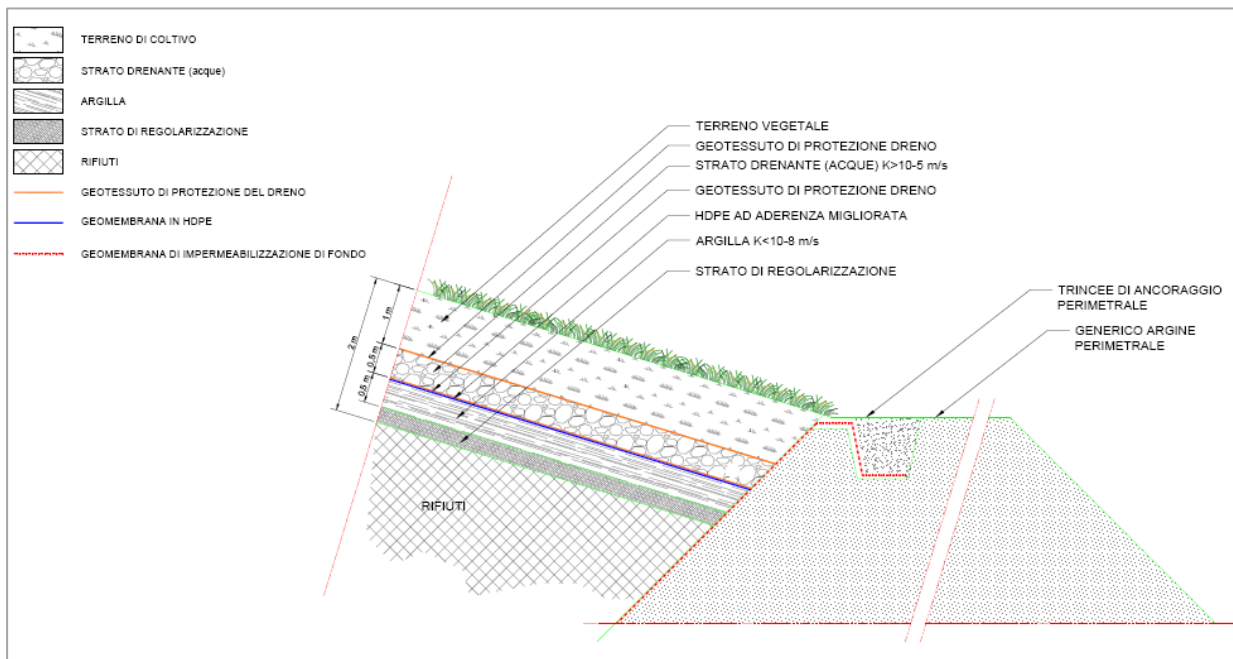 TERRENO DI COLTIVO
STRATO DRENANTE (acque)
ARGILLA
STRATO DI REGOLARIZZAZIONE
RIFIUTI
GEOTESSUTO DI PROTEZIONE DEL DRENO
GEOMEMBRANA IN HDPE
GEOMEMBRANA DI IMPERMEABILIZZAZIONE DI FONDO
TERRENO VEGETALE
GEOTESSUTO DI PROTEZIONE DRENO
STRATO DRENANTE (ACQUE) K>10-5 m/s
GEOTESSUTO DI PROTEZIONE DRENO
HDPE AD ADERENZA MIGLIORATA
ARGILLA K<10-8 m/s
STRATO DI REGOLARIZZAZIONE
TRINCEE DI ANCORAGGIO
PERIMETRALE
GENERICO ARGINE
PERIMETRALE
2 m
1 m
0,5 m
0,5 m
RIFIUTI